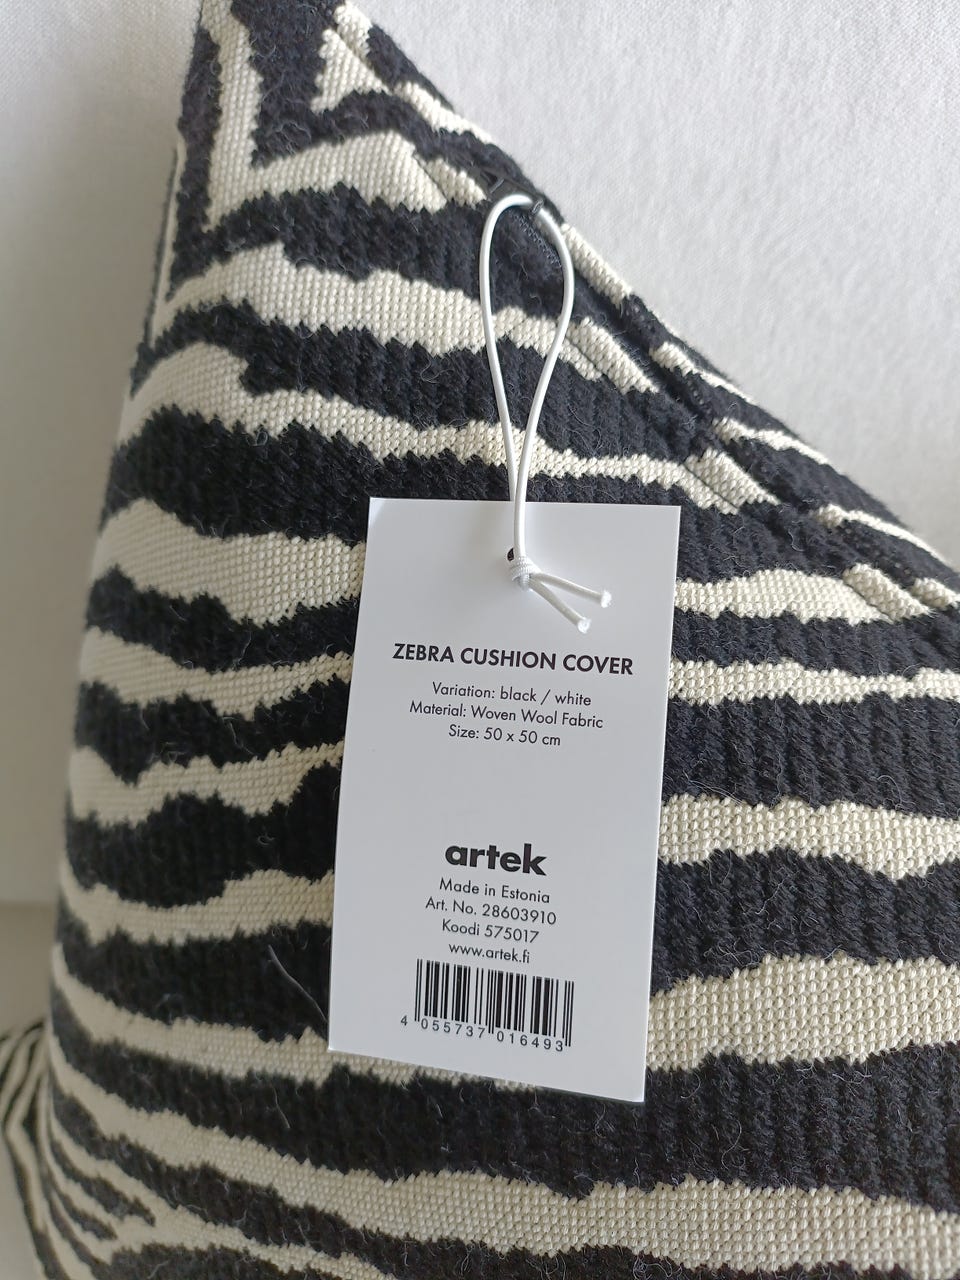 ZEBRA CUSHION COVER
Variation: black / white
Material: Woven Wool Fabric
Size: 50 x 50 cm
artek
Made in Estonia
Art. No. 28603910
Koodi 575017
www.artek.fi
4 055737 016493